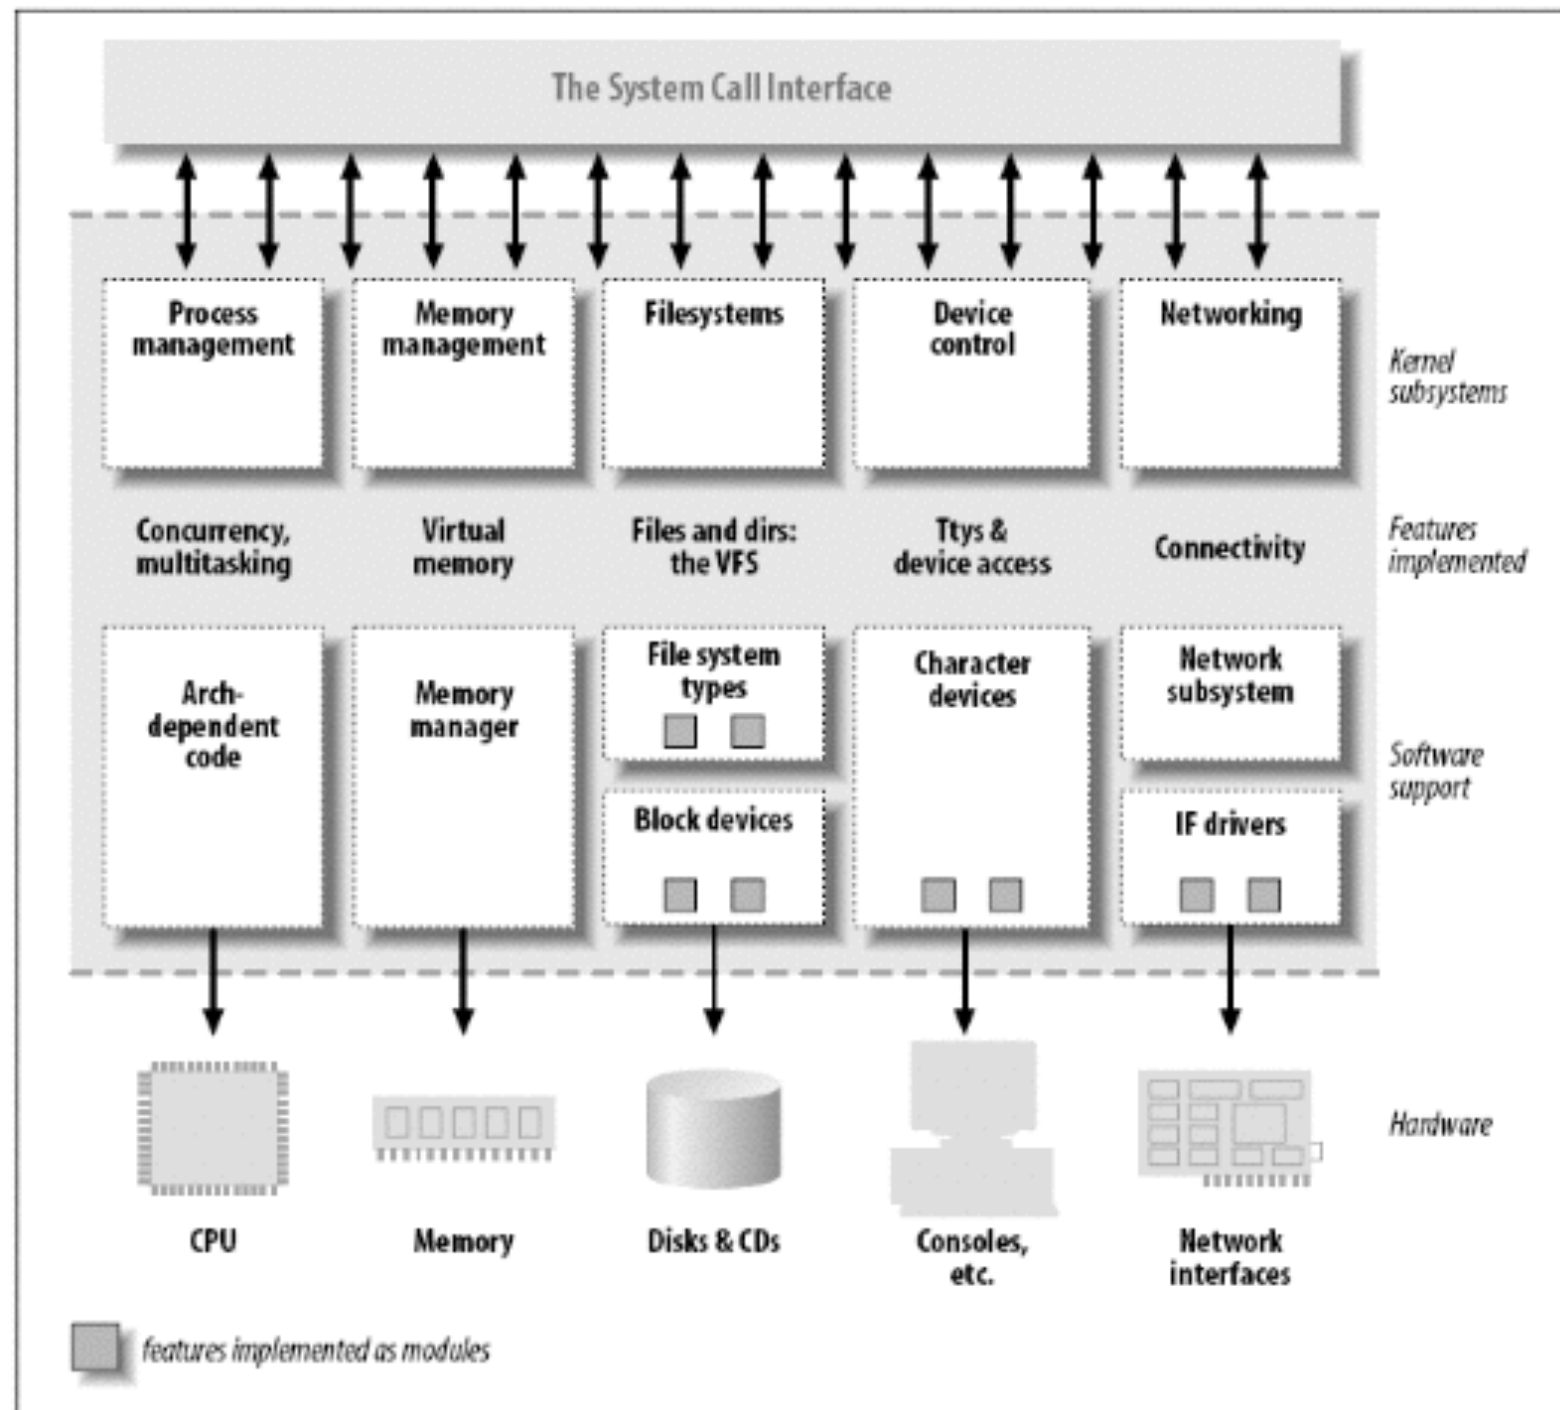 The System Call Interface
Process
management
Memory
management
Filesystems
Device
control
Networking
Kernel
subsystems
Concurrency,
multitasking
Virtual
memory
Files and dirs:
the VFS
Ttys &
device access
Connectivity
Features
implemented
Arch-
dependent
code
Memory
manager
File system
types
Block devices
Character
devices
Network
subsystem
IF drivers
Software
support
CPU
Memory
Disks & CDs
Consoles,
etc.
Network
interfaces
Hardware
features implemented as modules